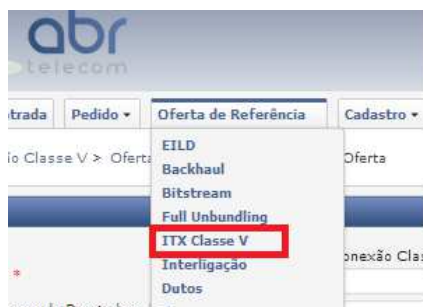 abr
telecom
trada Pedido Oferta de Referência Cadastro
io Classe V > Oferta Oferta
EILD
Backhaul
Bitstream
Full Unbundling
ITX Classe V
onexão Clas
*
Interligação
Dutos